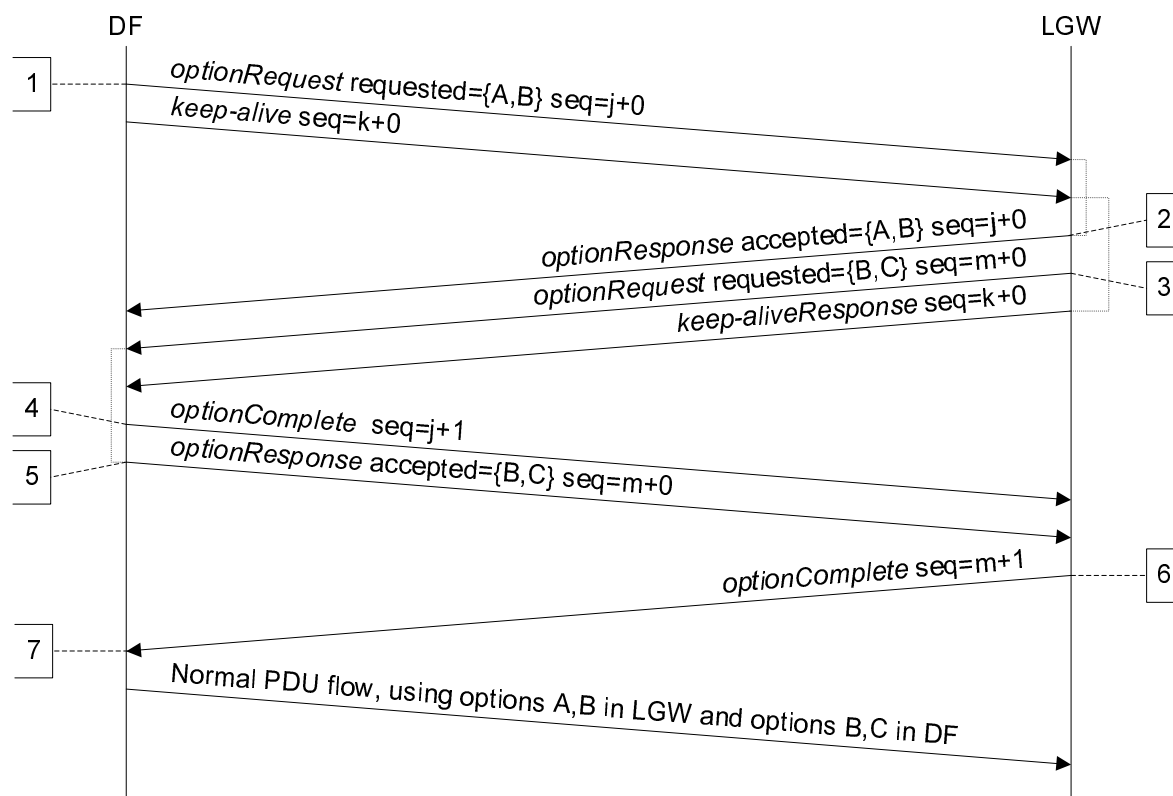 DF
LGW
1
optionRequest requested={A,B} seq=j+0
keep-alive seq=k+0
2
optionResponse accepted={A,B} seq=j+0
optionRequest requested={B,C} seq=m+0
3
keep-aliveResponse seq=k+0
4
optionComplete seq=j+1
optionResponse accepted={B,C} seq=m+0
5
optionComplete seq=m+1
6
7
Normal PDU flow, using options A,B in LGW and options B,C in DF